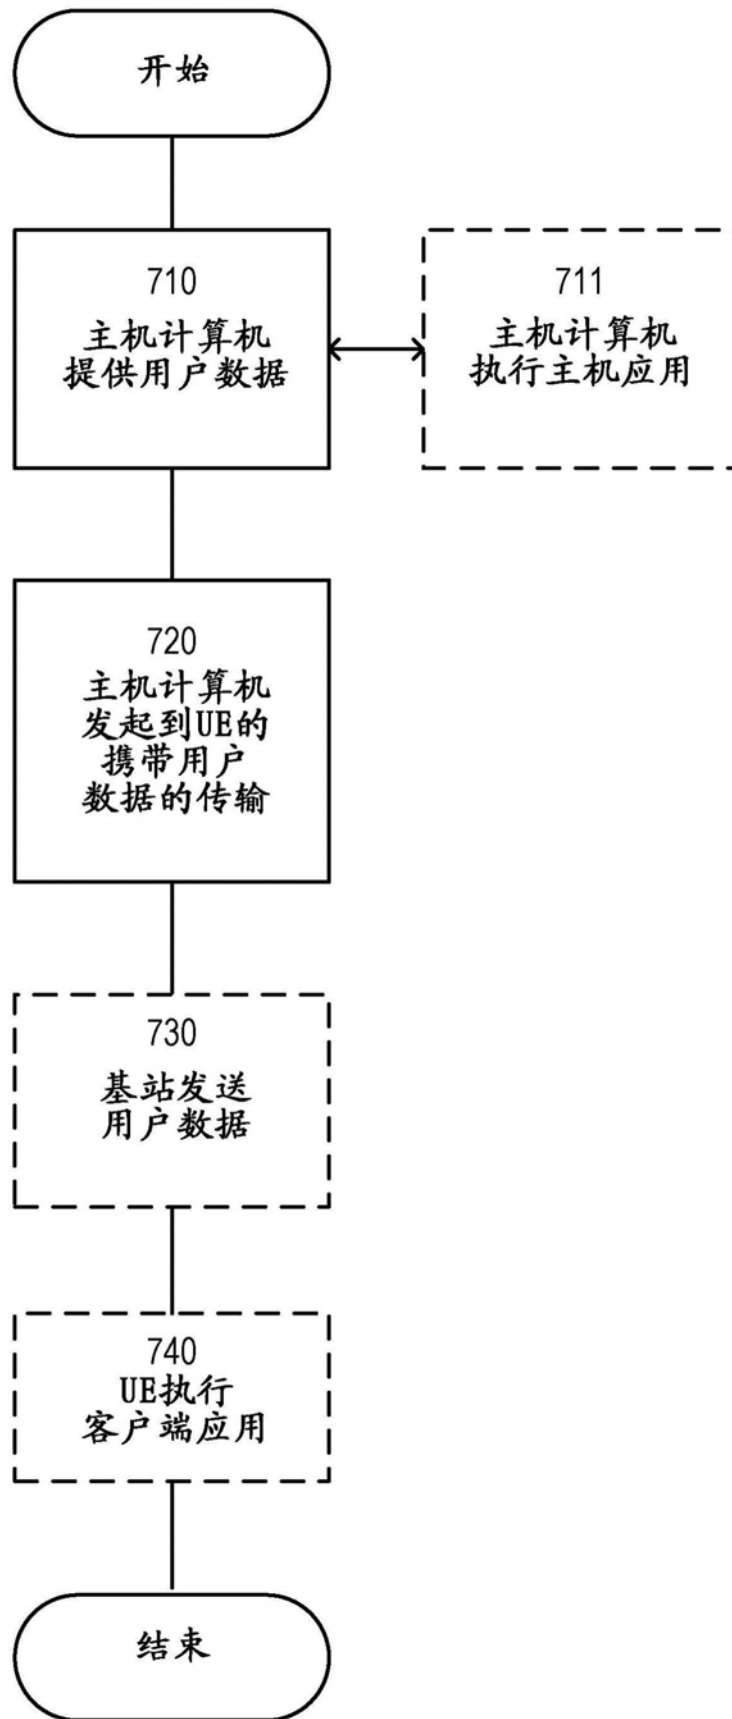 开始
710
主机计算机
提供用户数据
711
主机计算机
执行主机应用
720
主机计算机
发起到UE的
携带用户
数据的传输
730
基站发送
用户数据
740
UE执行
客户端应用
结束